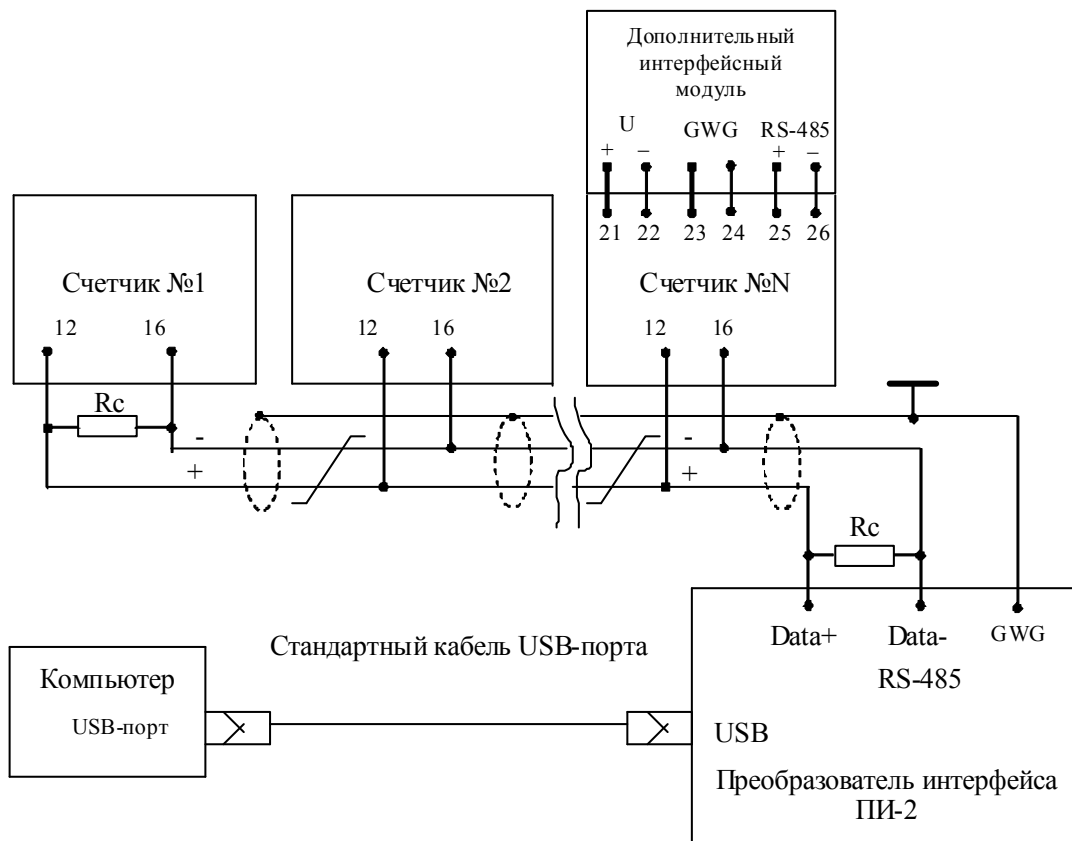 Дополнительный
интерфейсный
модуль
U GWG RS-485
+ – + –
21 22 23 24 25 26
Счетчик №1 Счетчик №2 Счетчик №N
12 16 12 16 12 16
Rc
- -
+ +
Rc
Data+ Data- GWG
RS-485
Стандартный кабель USB-порта
Компьютер
USB-порт
USB
Преобразователь интерфейса
ПИ-2